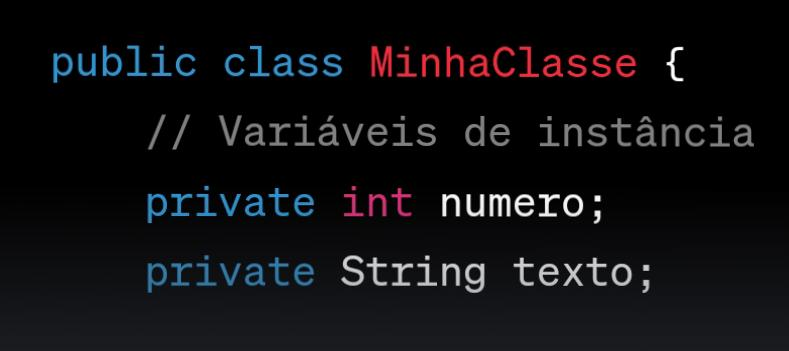 public class MinhaClasse {
// Variáveis de instância
private int numero;
private String texto;